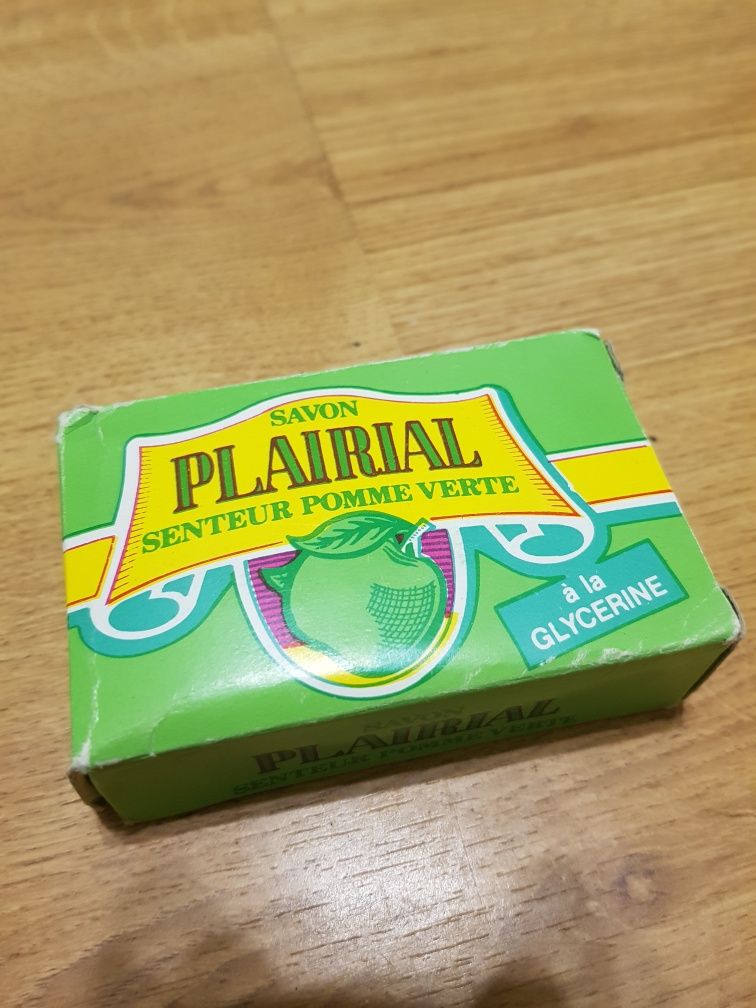 SAVON
PLAIRIAL
SENTEUR POMME VERTE
à la
GLYCERINE
SAVON
PLAIRIAL
SENTEUR POMME VERTE